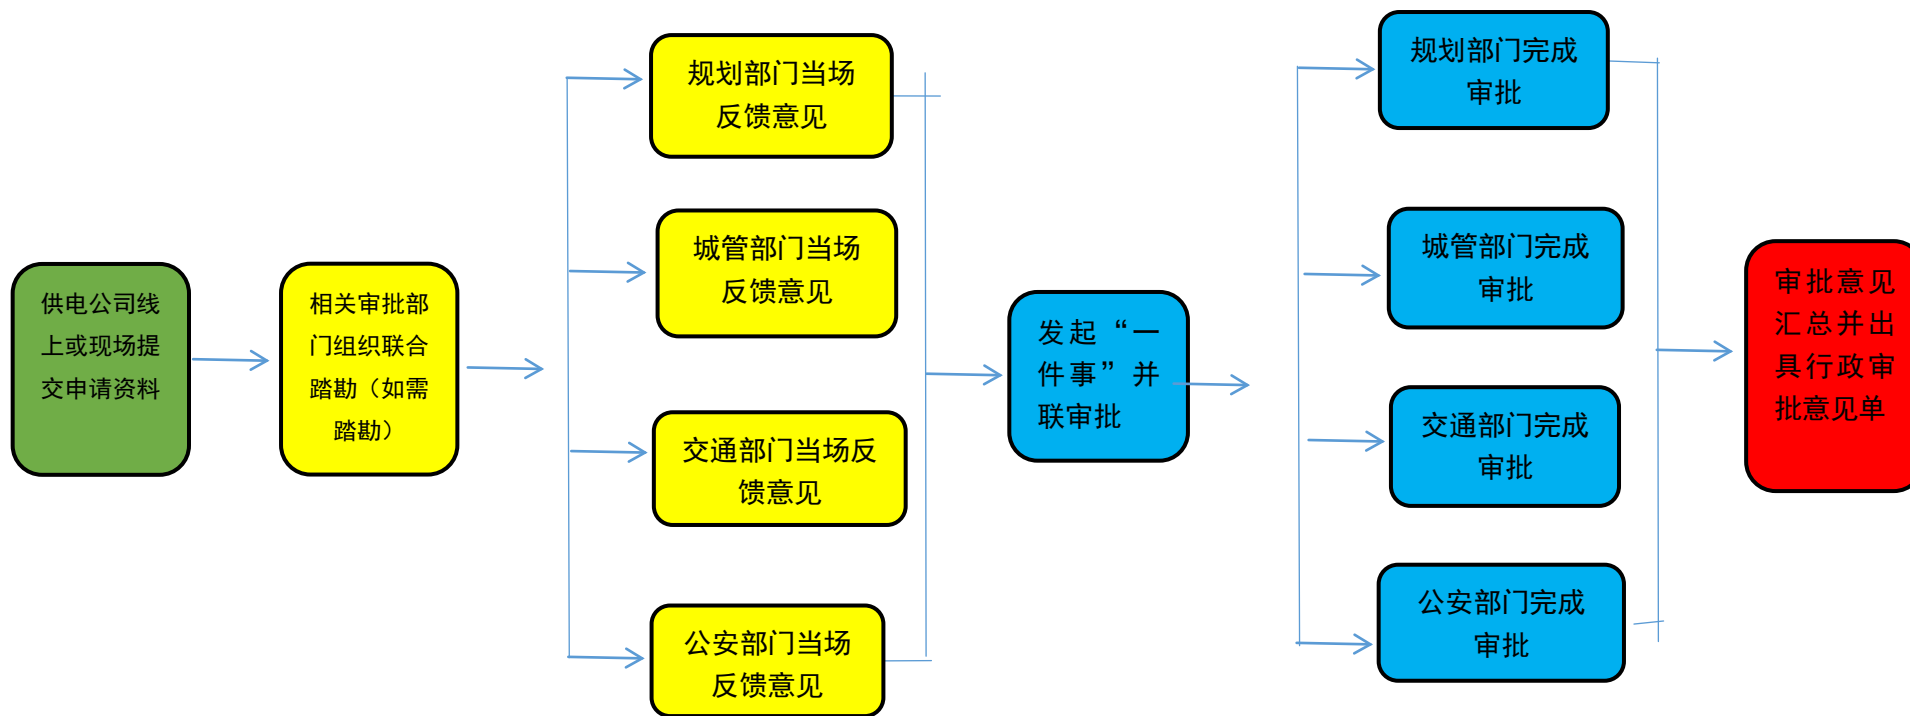 供电公司线
上或现场提
交申请资料
相关审批部
门组织联合
踏勘（如需
踏勘）
规划部门当场
反馈意见
城管部门当场
反馈意见
交通部门当场反
馈意见
公安部门当场
反馈意见
发起“一
件事”并
联审批
规划部门完成
审批
城管部门完成
审批
交通部门完成
审批
公安部门完成
审批
审批意见
汇总并出
具行政审
批意见单